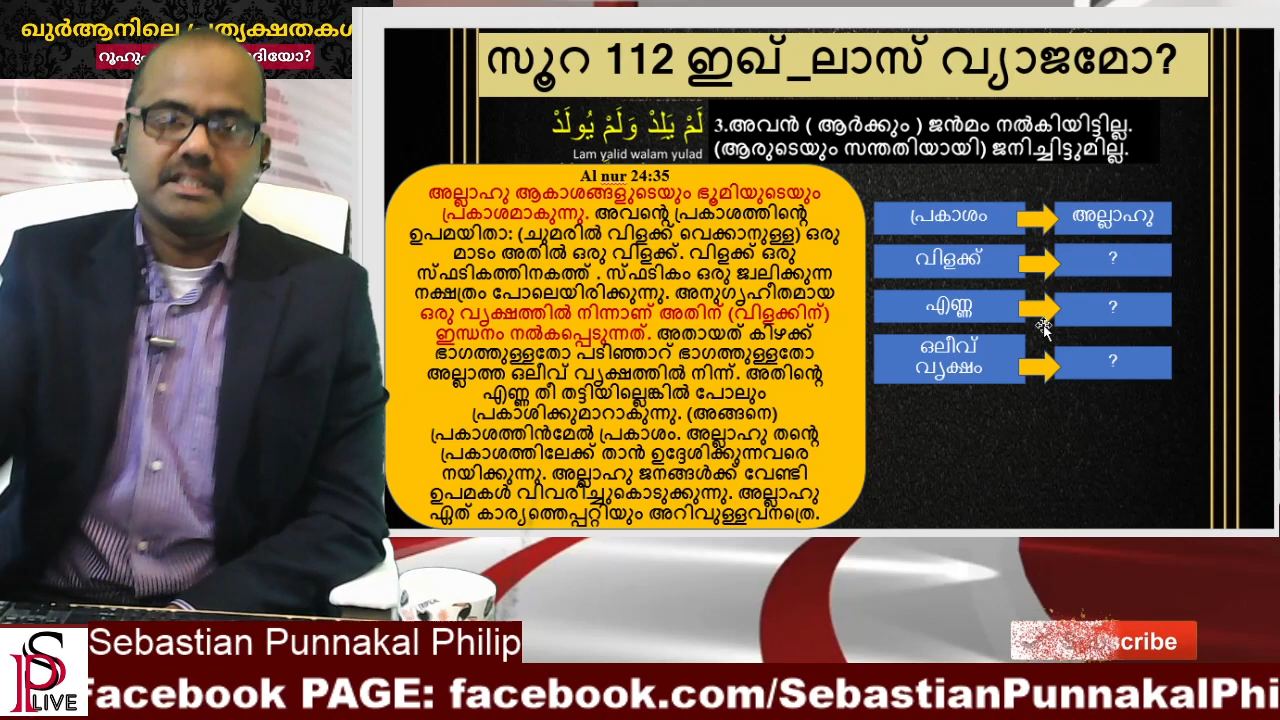 ഖുർആനിലെ
സൂറ 112 ഇഖ്_ലാസ് വ്യാജമോ?
لَمْ يَلِدْ وَلَمْ يُولَدْ
Lam yalid walam yulad
3.അവൻ ( ആർക്കും ) ജൻമം നൽകിയിട്ടില്ല.
(ആരുടെയും സന്തതിയായി) ജനിച്ചിട്ടുമില്ല.
Al nur 24:35
അല്ലാഹു ആകാശങ്ങളുടെയും ഭൂമിയുടെയും
പ്രകാശമാകുന്നു. അവന്റെ പ്രകാശത്തിന്റെ
ഉപമയിതാ: (ചുമരിൽ വിളക്ക് വെക്കാനുള്ള) ഒരു
മാടം അതിൽ ഒരു വിളക്ക്. വിളക്ക് ഒരു
സ്ഫടികത്തിനകത്ത് . സ്ഫടികം ഒരു ജ്വലിക്കുന്ന
നക്ഷത്രം പോലെയിരിക്കുന്നു. അനുഗൃഹീതമായ
ഒരു വൃക്ഷത്തിൽ നിന്നാണ് അതിന് (വിളക്കിന്)
ഇന്ധനം നൽകപ്പെടുന്നത്. അതായത് കിഴക്ക്
ഭാഗത്തുള്ളതോ പടിഞ്ഞാറ് ഭാഗത്തുള്ളതോ
അല്ലാത്ത ഒലീവ് വൃക്ഷത്തിൽ നിന്ന്. അതിന്റെ
എണ്ണ തീ തട്ടിയില്ലെങ്കിൽ പോലും
പ്രകാശിക്കുമാറാകുന്നു. (അങ്ങനെ)
പ്രകാശത്തിൻമേൽ പ്രകാശം. അല്ലാഹു തന്റെ
പ്രകാശത്തിലേക്ക് താൻ ഉദ്ദേശിക്കുന്നവരെ
നയിക്കുന്നു. അല്ലാഹു ജനങ്ങൾക്ക് വേണ്ടി
ഉപമകൾ വിവരിച്ചുകൊടുക്കുന്നു. അല്ലാഹു
ഏത് കാര്യത്തെപ്പറ്റിയും അറിവുള്ളവനത്രെ.
പ്രകാശം അല്ലാഹു
വിളക്ക് ?
എണ്ണ ?
ഒലീവ്
വൃക്ഷം ?
Sebastian Punnakal Philip
SP LIVE
Facebook PAGE: facebook.com/SebastianPunnakalPhi